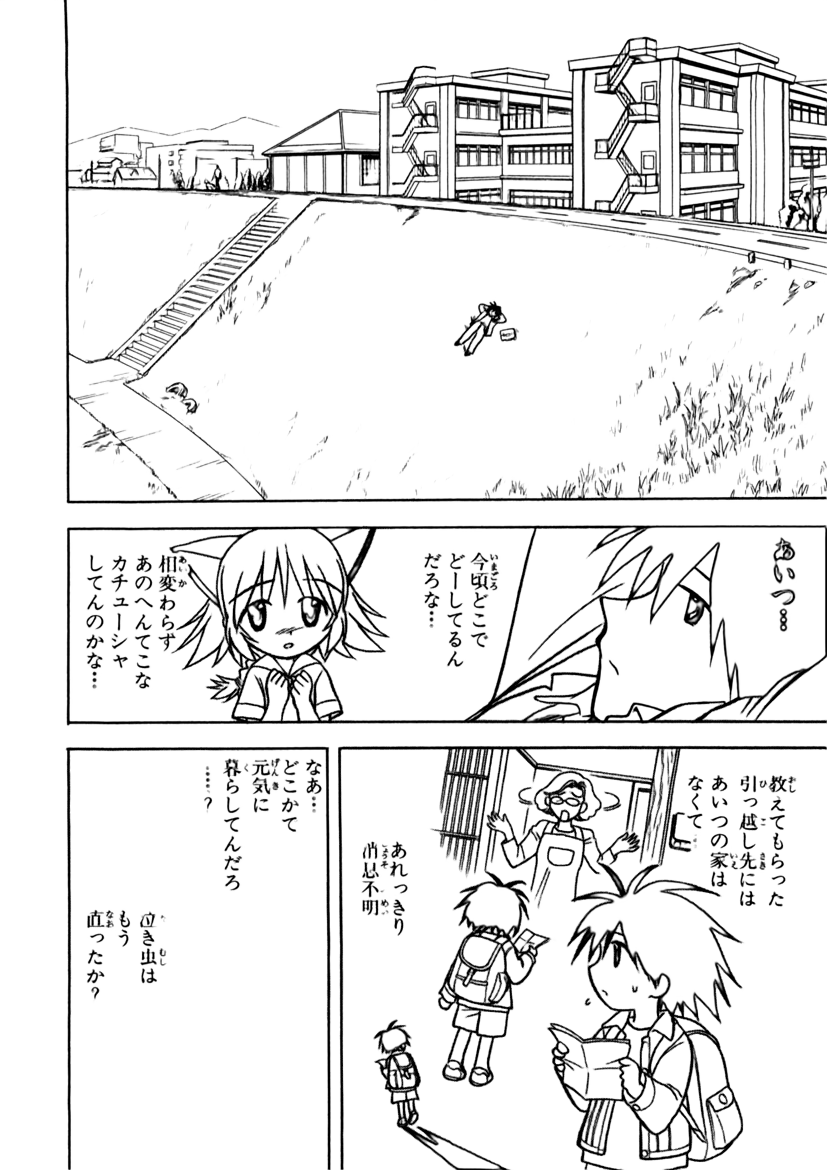 あいつ…
今頃どこで
どーしてるん
だろな…
相変わらず
あのへんてこな
カチューシャ
してんのかな…
教えてもらった
引っ越し先には
あいつの家は
なくて…
あれっきり
消息不明
なあ…
どこかで
元気に
暮らしてんだろ
……?
泣き虫は
もう
直ったか?